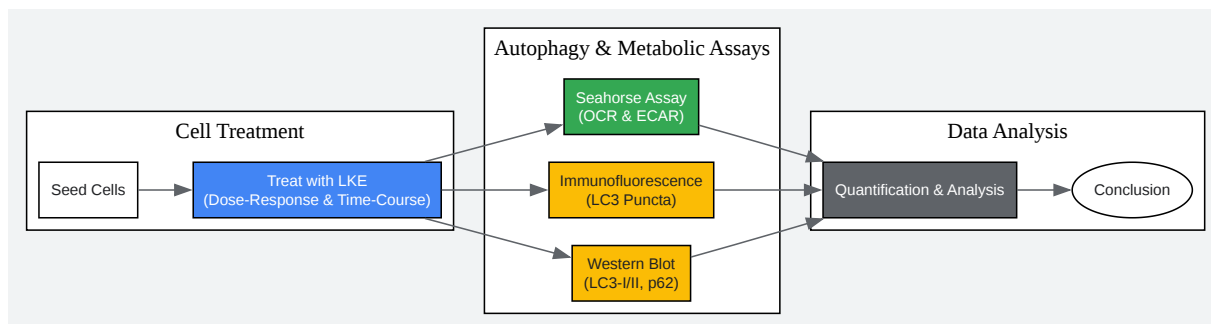 Cell Treatment
Seed Cells
Treat with LKE
(Dose-Response & Time-Course)
Autophagy & Metabolic Assays
Seahorse Assay
(OCR & ECAR)
Immunofluorescence
(LC3 Puncta)
Western Blot
(LC3-I/II, p62)
Data Analysis
Quantification & Analysis
Conclusion